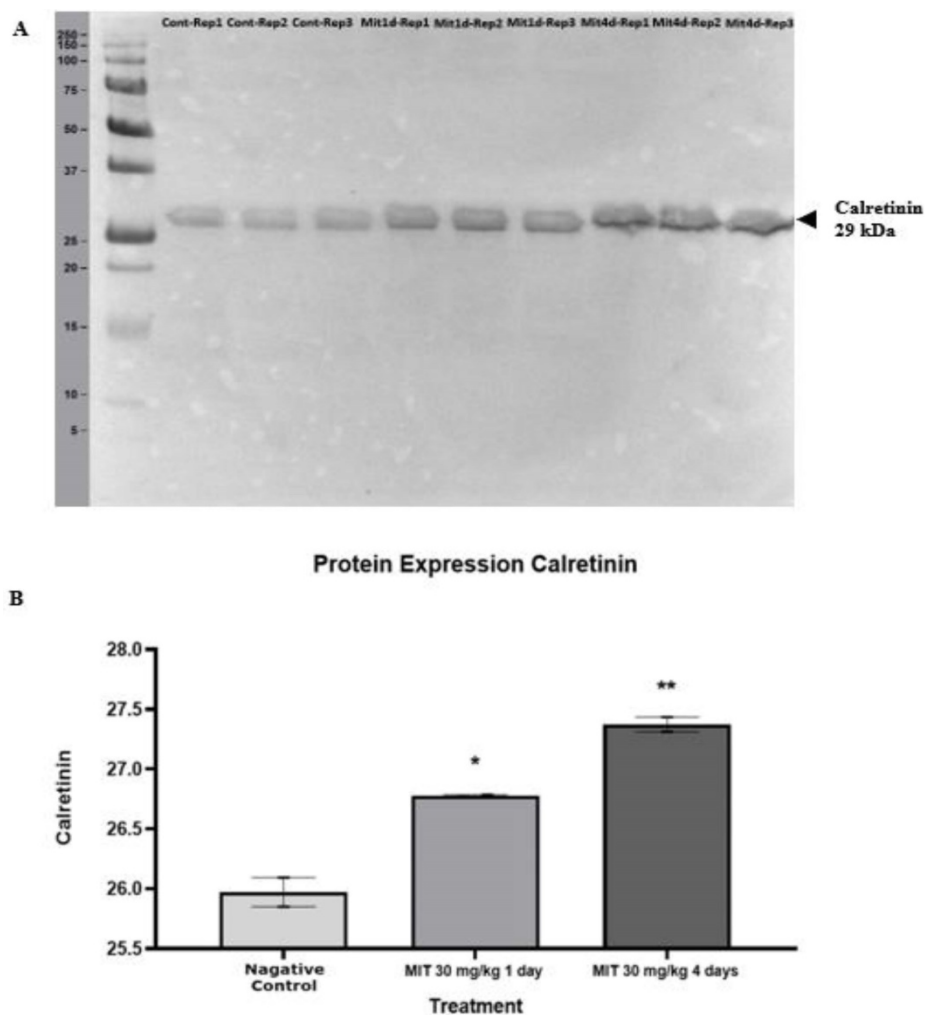 A
Cont-Rep1 Cont-Rep2 Cont-Rep3 Mit1d-Rep1 Mit1d-Rep2 Mit1d-Rep3 Mit4d-Rep1 Mit4d-Rep2 Mit4d-Rep3
250
150
100
75
50
37
25
20
15
10
5
Calretinin
29 kDa
Protein Expression Calretinin
B
28.0
27.5
27.0
26.5
26.0
25.5
Calretinin
*
**
Nagative
Control
MIT 30 mg/kg 1 day
MIT 30 mg/kg 4 days
Treatment